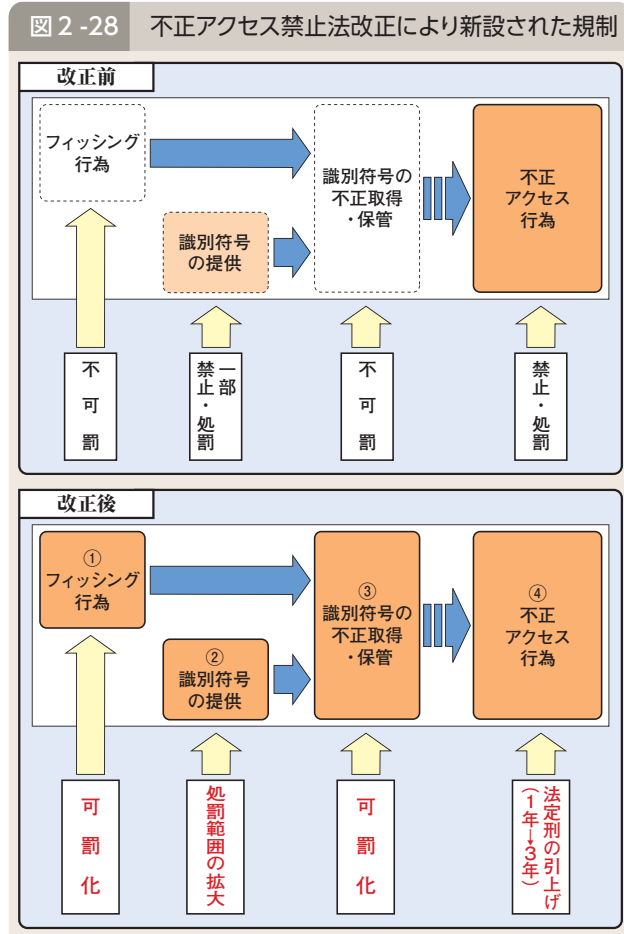 図2-28 不正アクセス禁止法改正により新設された規制
改正前
フィッシング
行為
識別符号
の提供
識別符号の
不正取得
・保管
不正
アクセス
行為
不可罰
一部
禁止・処罰
不可罰
禁止・処罰
改正後
①
フィッシング
行為
②
識別符号
の提供
③
識別符号の
不正取得
・保管
④
不正
アクセス
行為
可罰化
処罰範囲の拡大
可罰化
法定刑の引上げ
(1年→3年)